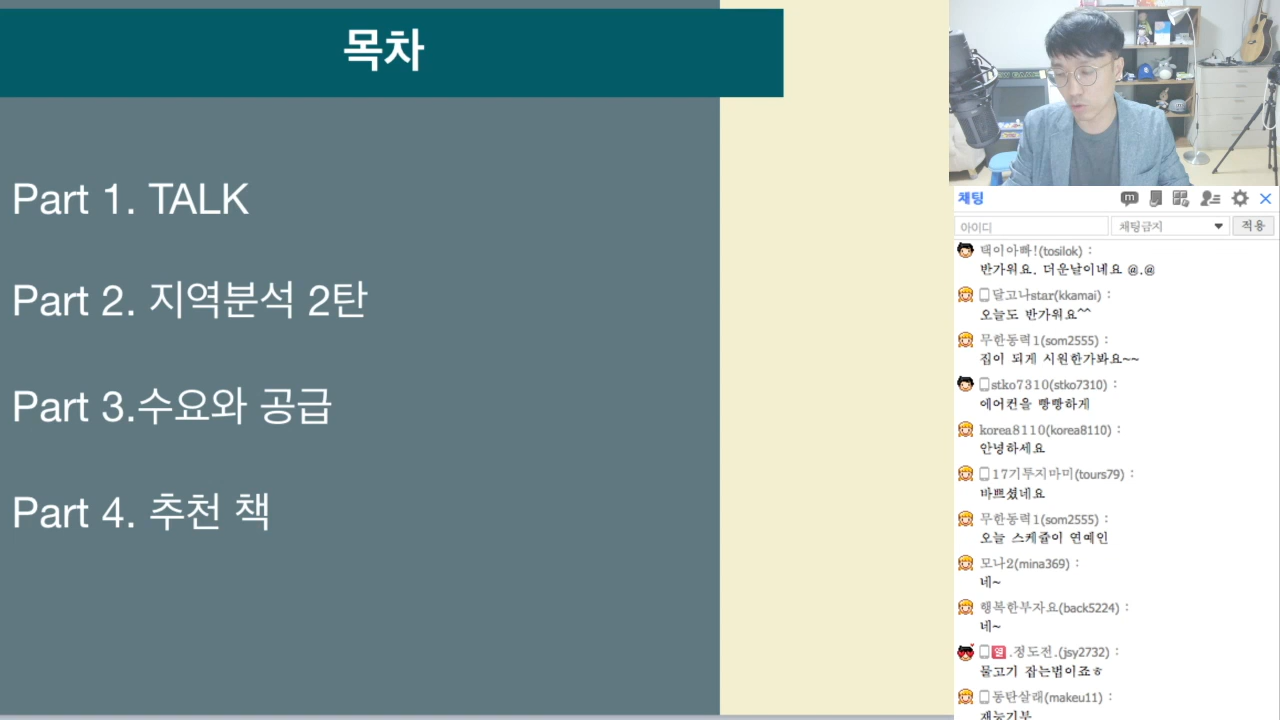 목차
Part 1. TALK
Part 2. 지역분석 2탄
Part 3.수요와 공급
Part 4. 추천 책
채팅
아이디
채팅금지
적용
택이아빠!(tosilok) :
반가워요. 더운날이네요 @.@
달고나star(kkamai) :
오늘도 반가워요^^
무한동력1(som2555) :
집이 되게 시원한가봐요~~
stko7310(stko7310) :
에어컨을 빵빵하게
korea8110(korea8110) :
안녕하세요
17기투지마미(tours79) :
바쁘셨네요
무한동력1(som2555) :
오늘 스케쥴이 연예인
모나2(mina369) :
네~
행복한부자요(back5224) :
네~
열 .정도전.(jsy2732) :
물고기 잡는법이죠ㅎ
동탄살래(makeu11) :
재능기부